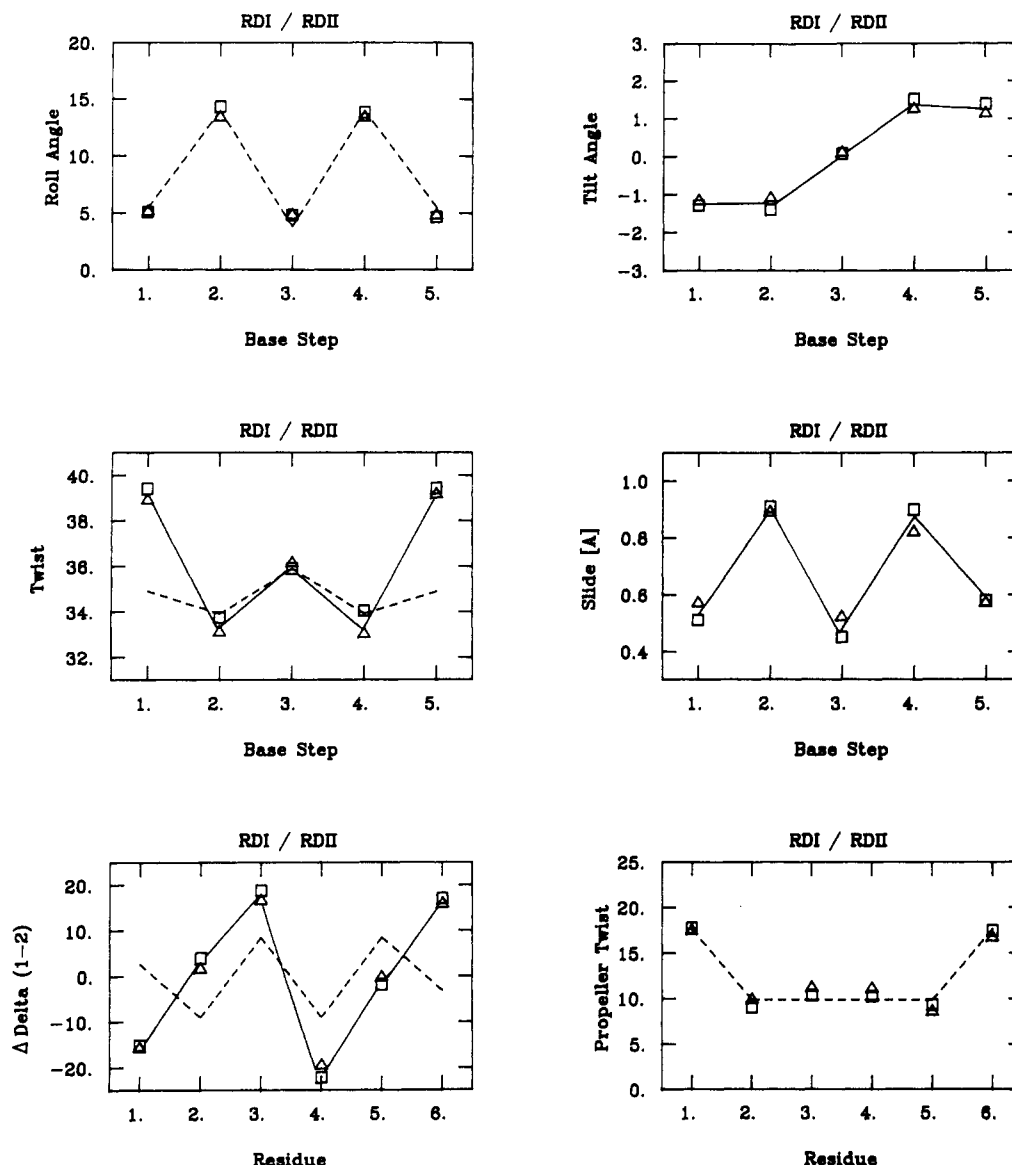 RDI / RDII
20.
15.
10.
5.
0.
Roll Angle
1. 2. 3. 4. 5.
Base Step
RDI / RDII
3.
2.
1.
0.
-1.
-2.
-3.
Tilt Angle
1. 2. 3. 4. 5.
Base Step
RDI / RDII
40.
38.
36.
34.
32.
Twist
1. 2. 3. 4. 5.
Base Step
RDI / RDII
1.0
0.8
0.6
0.4
Slide [A]
1. 2. 3. 4. 5.
Base Step
RDI / RDII
20.
10.
0.
-10.
-20.
Δ Delta (1-2)
1. 2. 3. 4. 5. 6.
Residue
RDI / RDII
25.
20.
15.
10.
5.
0.
Propeller Twist
1. 2. 3. 4. 5. 6.
Residue